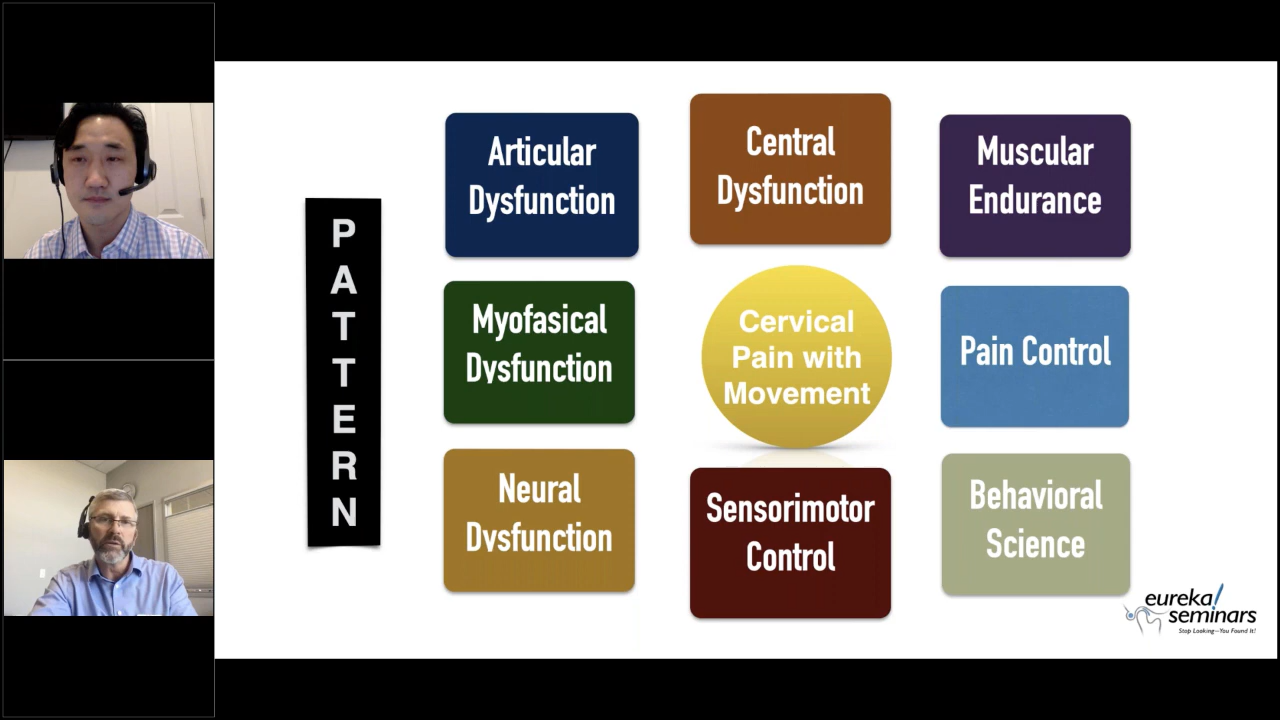 P
A
T
T
E
R
N
Articular
Dysfunction
Central
Dysfunction
Muscular
Endurance
Myofasical
Dysfunction
Cervical
Pain with
Movement
Pain Control
Neural
Dysfunction
Sensorimotor
Control
Behavioral
Science
eureka!
seminars
Stop Looking—You Found It!